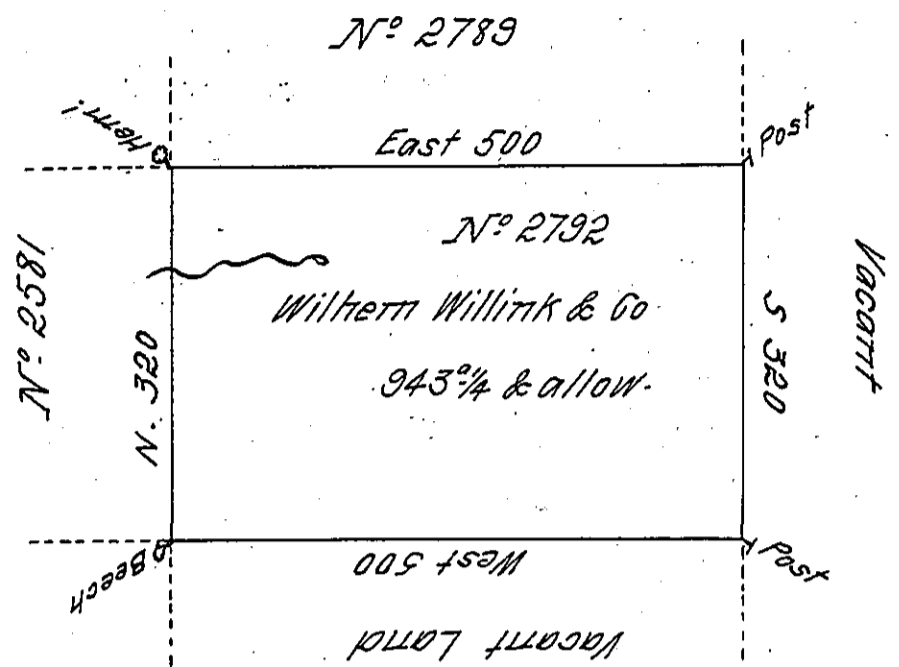 Nº 2789
Hem!
East 500
Post
Nº 2581
N. 320
Nº 2792
Wilhem Willink & Co
943ª¼ & allow.
S 320
Vacant
Beech
West 500
Post
Vacant Land